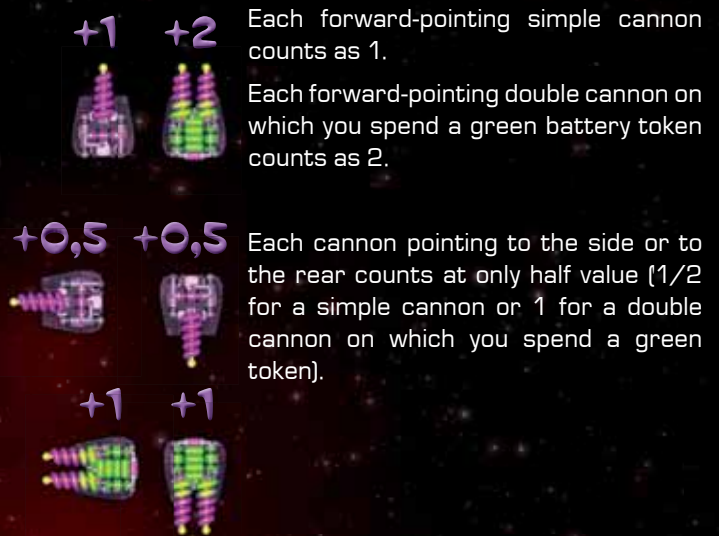 +1 +2
Each forward-pointing simple cannon
counts as 1.
Each forward-pointing double cannon on
which you spend a green battery token
counts as 2.
+0,5 +0,5
Each cannon pointing to the side or to
the rear counts at only half value (1/2
for a simple cannon or 1 for a double
cannon on which you spend a green
token).
+1 +1